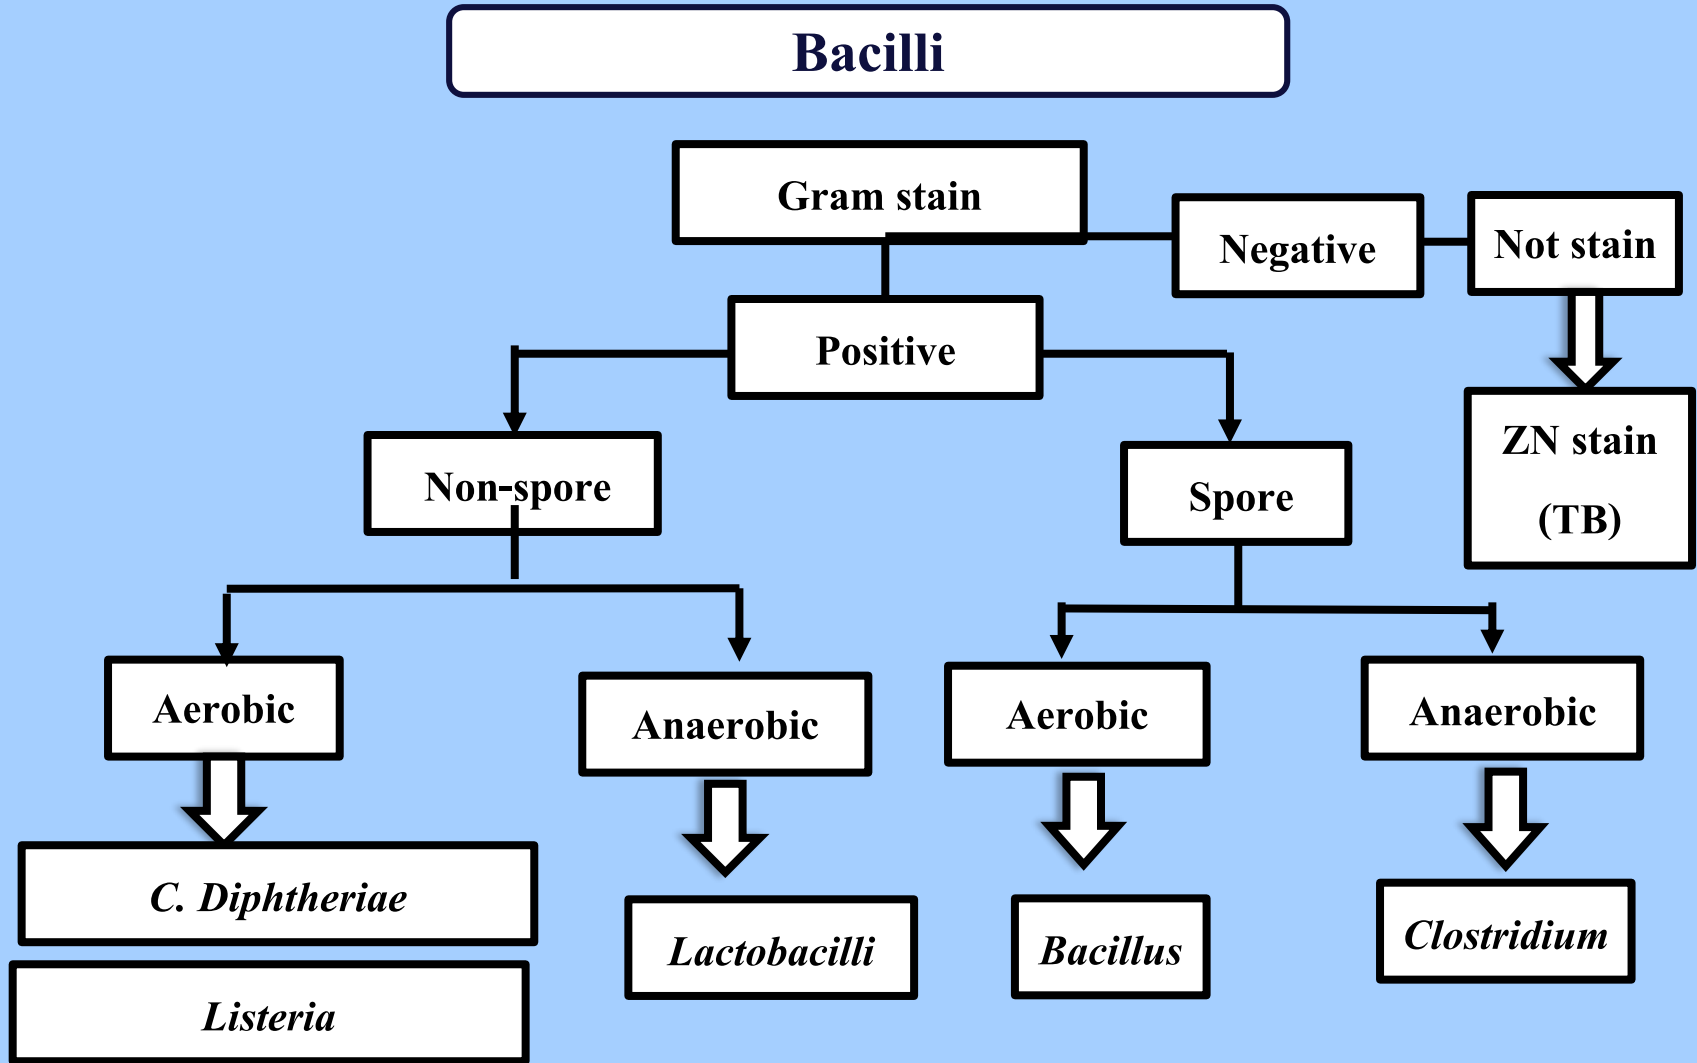 Bacilli
Gram stain
Negative
Not stain
Positive
ZN stain
(TB)
Non-spore
Spore
Aerobic
Anaerobic
Aerobic
Anaerobic
C. Diphtheriae
Lactobacilli
Bacillus
Clostridium
Listeria